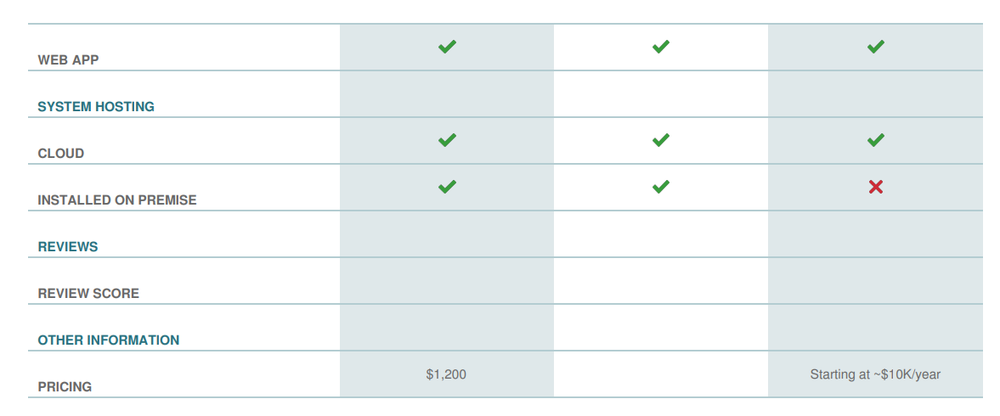 WEB APP
SYSTEM HOSTING
CLOUD
INSTALLED ON PREMISE
REVIEWS
REVIEW SCORE
OTHER INFORMATION
PRICING $1,200 Starting at ~$10K/year